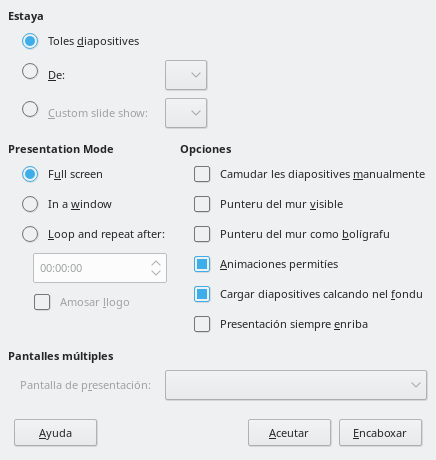 Estaya
Toles diapositives
De:
Custom slide show:
Presentation Mode
Opciones
Full screen
Camudar les diapositives manualmente
In a window
Punteru del mur visible
Loop and repeat after:
Punteru del mur como bolígrafu
00:00:00
Animaciones permitíes
Amosar llogo
Cargar diapositives calcando nel fondu
Presentación siempre enriba
Pantalles múltiples
Pantalla de presentación:
Ayuda
Aceutar
Encaboxar